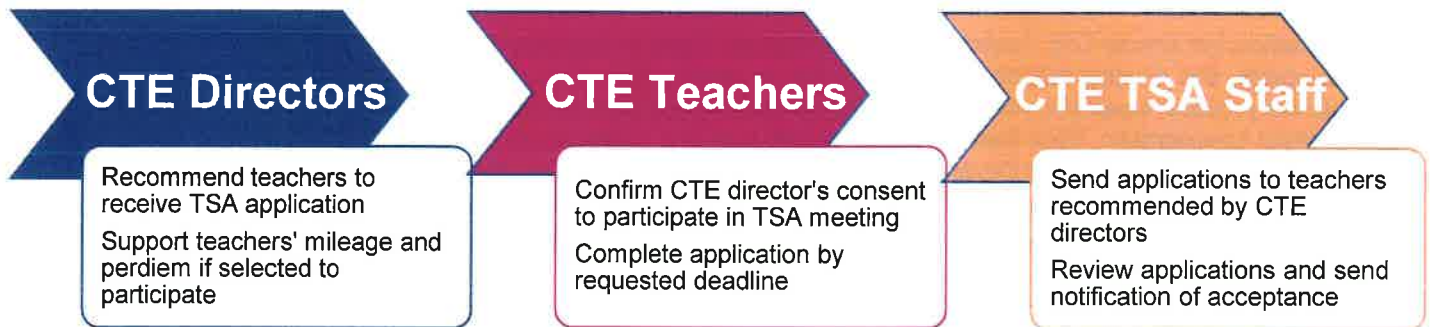 CTE Directors
Recommend teachers to
receive TSA application
Support teachers' mileage and
perdiem if selected to
participate
CTE Teachers
Confirm CTE director's consent
to participate in TSA meeting
Complete application by
requested deadline
CTE TSA Staff
Send applications to teachers
recommended by CTE
directors
Review applications and send
notification of acceptance